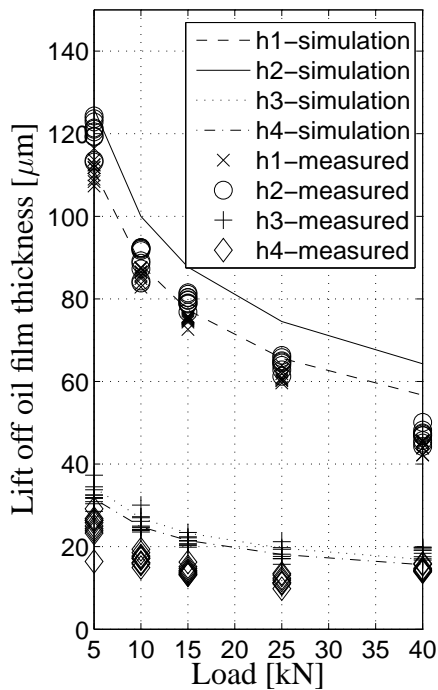 150
h1−simulation
h2−simulation
h3−simulation
h4−simulation
h1−measured
h2−measured
h3−measured
h4−measured
120
100
80
60
40
20
0
Lift off oil film thickness [μm]
5 10 15 20 25 30 35 40
Load [kN]